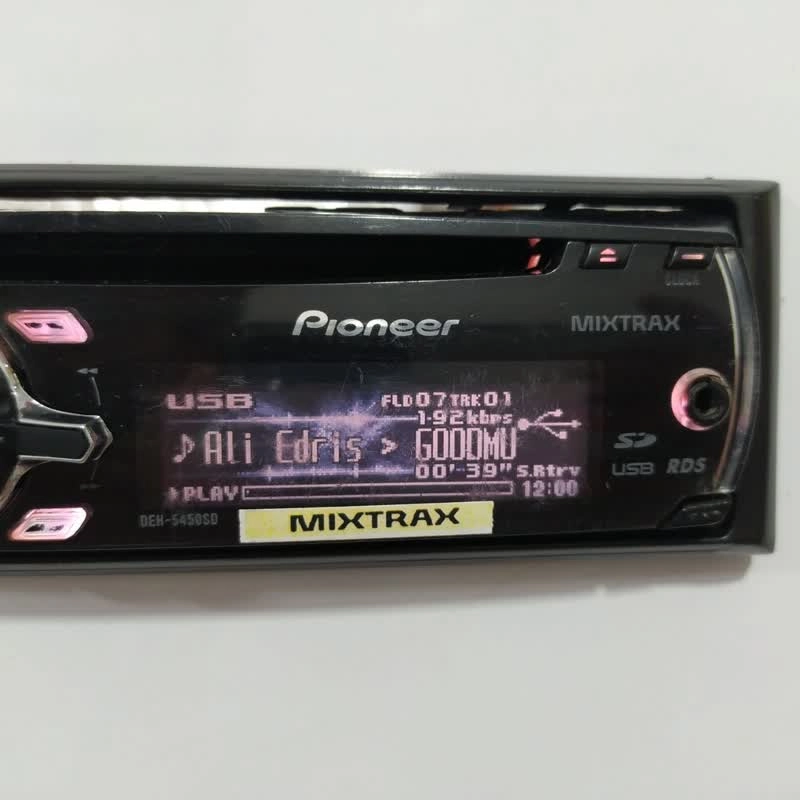 CLOCK
Pioneer
MIXTRAX
USB FLD07TRK01
192kbps
♪Ali Edris > GOODMU
00'39" S.Rtrv
▶PLAY 12:00
SD
USB RDS
DEH-5450SD
MIXTRAX